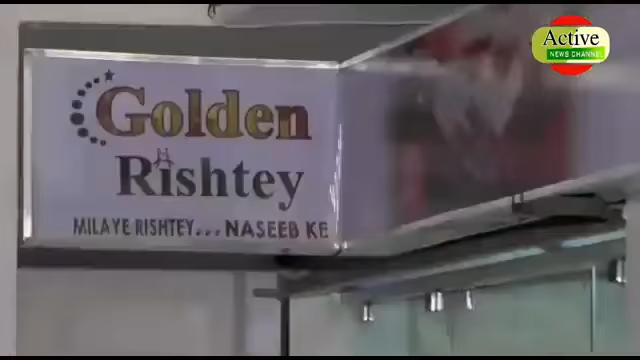 Active
NEWS CHANNEL
Golden
Rishtey
MILAYE RISHTEY... NASEEB KE